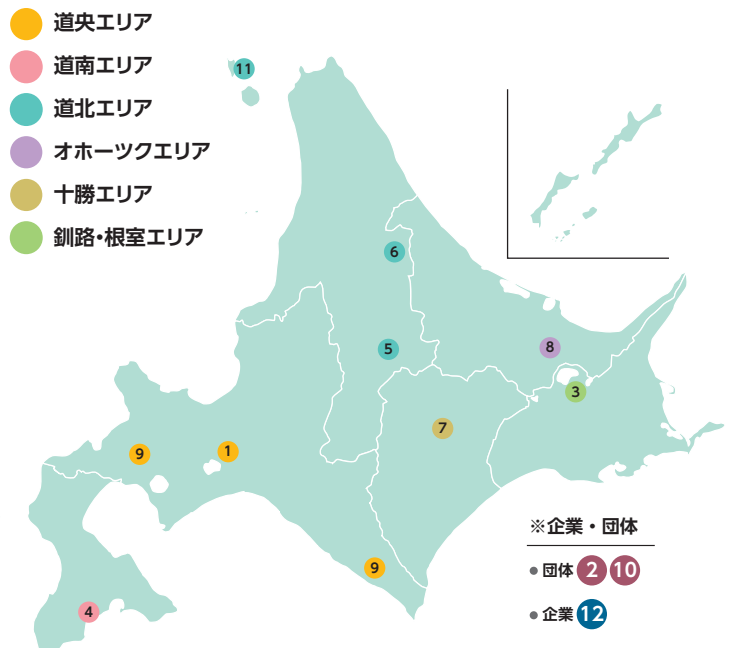 道央エリア
道南エリア
道北エリア
オホーツクエリア
十勝エリア
釧路・根室エリア
11
6
5
8
3
7
9
1
9
4
※企業・団体
●団体 2 10
●企業 12